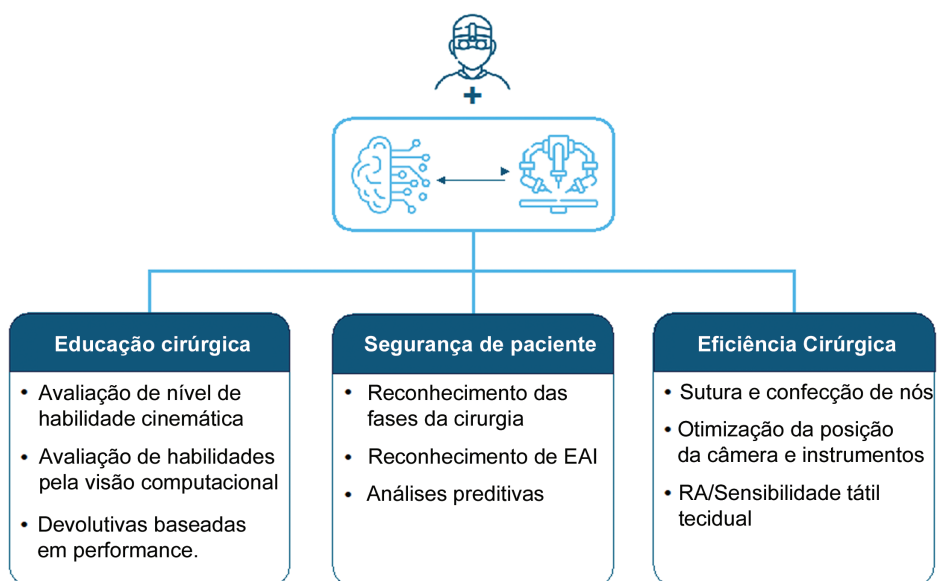 Educação cirúrgica
• Avaliação de nível de
habilidade cinemática
• Avaliação de habilidades
pela visão computacional
• Devolutivas baseadas
em performance.
Segurança de paciente
• Reconhecimento das
fases da cirurgia
• Reconhecimento de EAI
• Análises preditivas
Eficiência Cirúrgica
• Sutura e confecção de nós
• Otimização da posição
da câmera e instrumentos
• RA/Sensibilidade tátil
tecidual